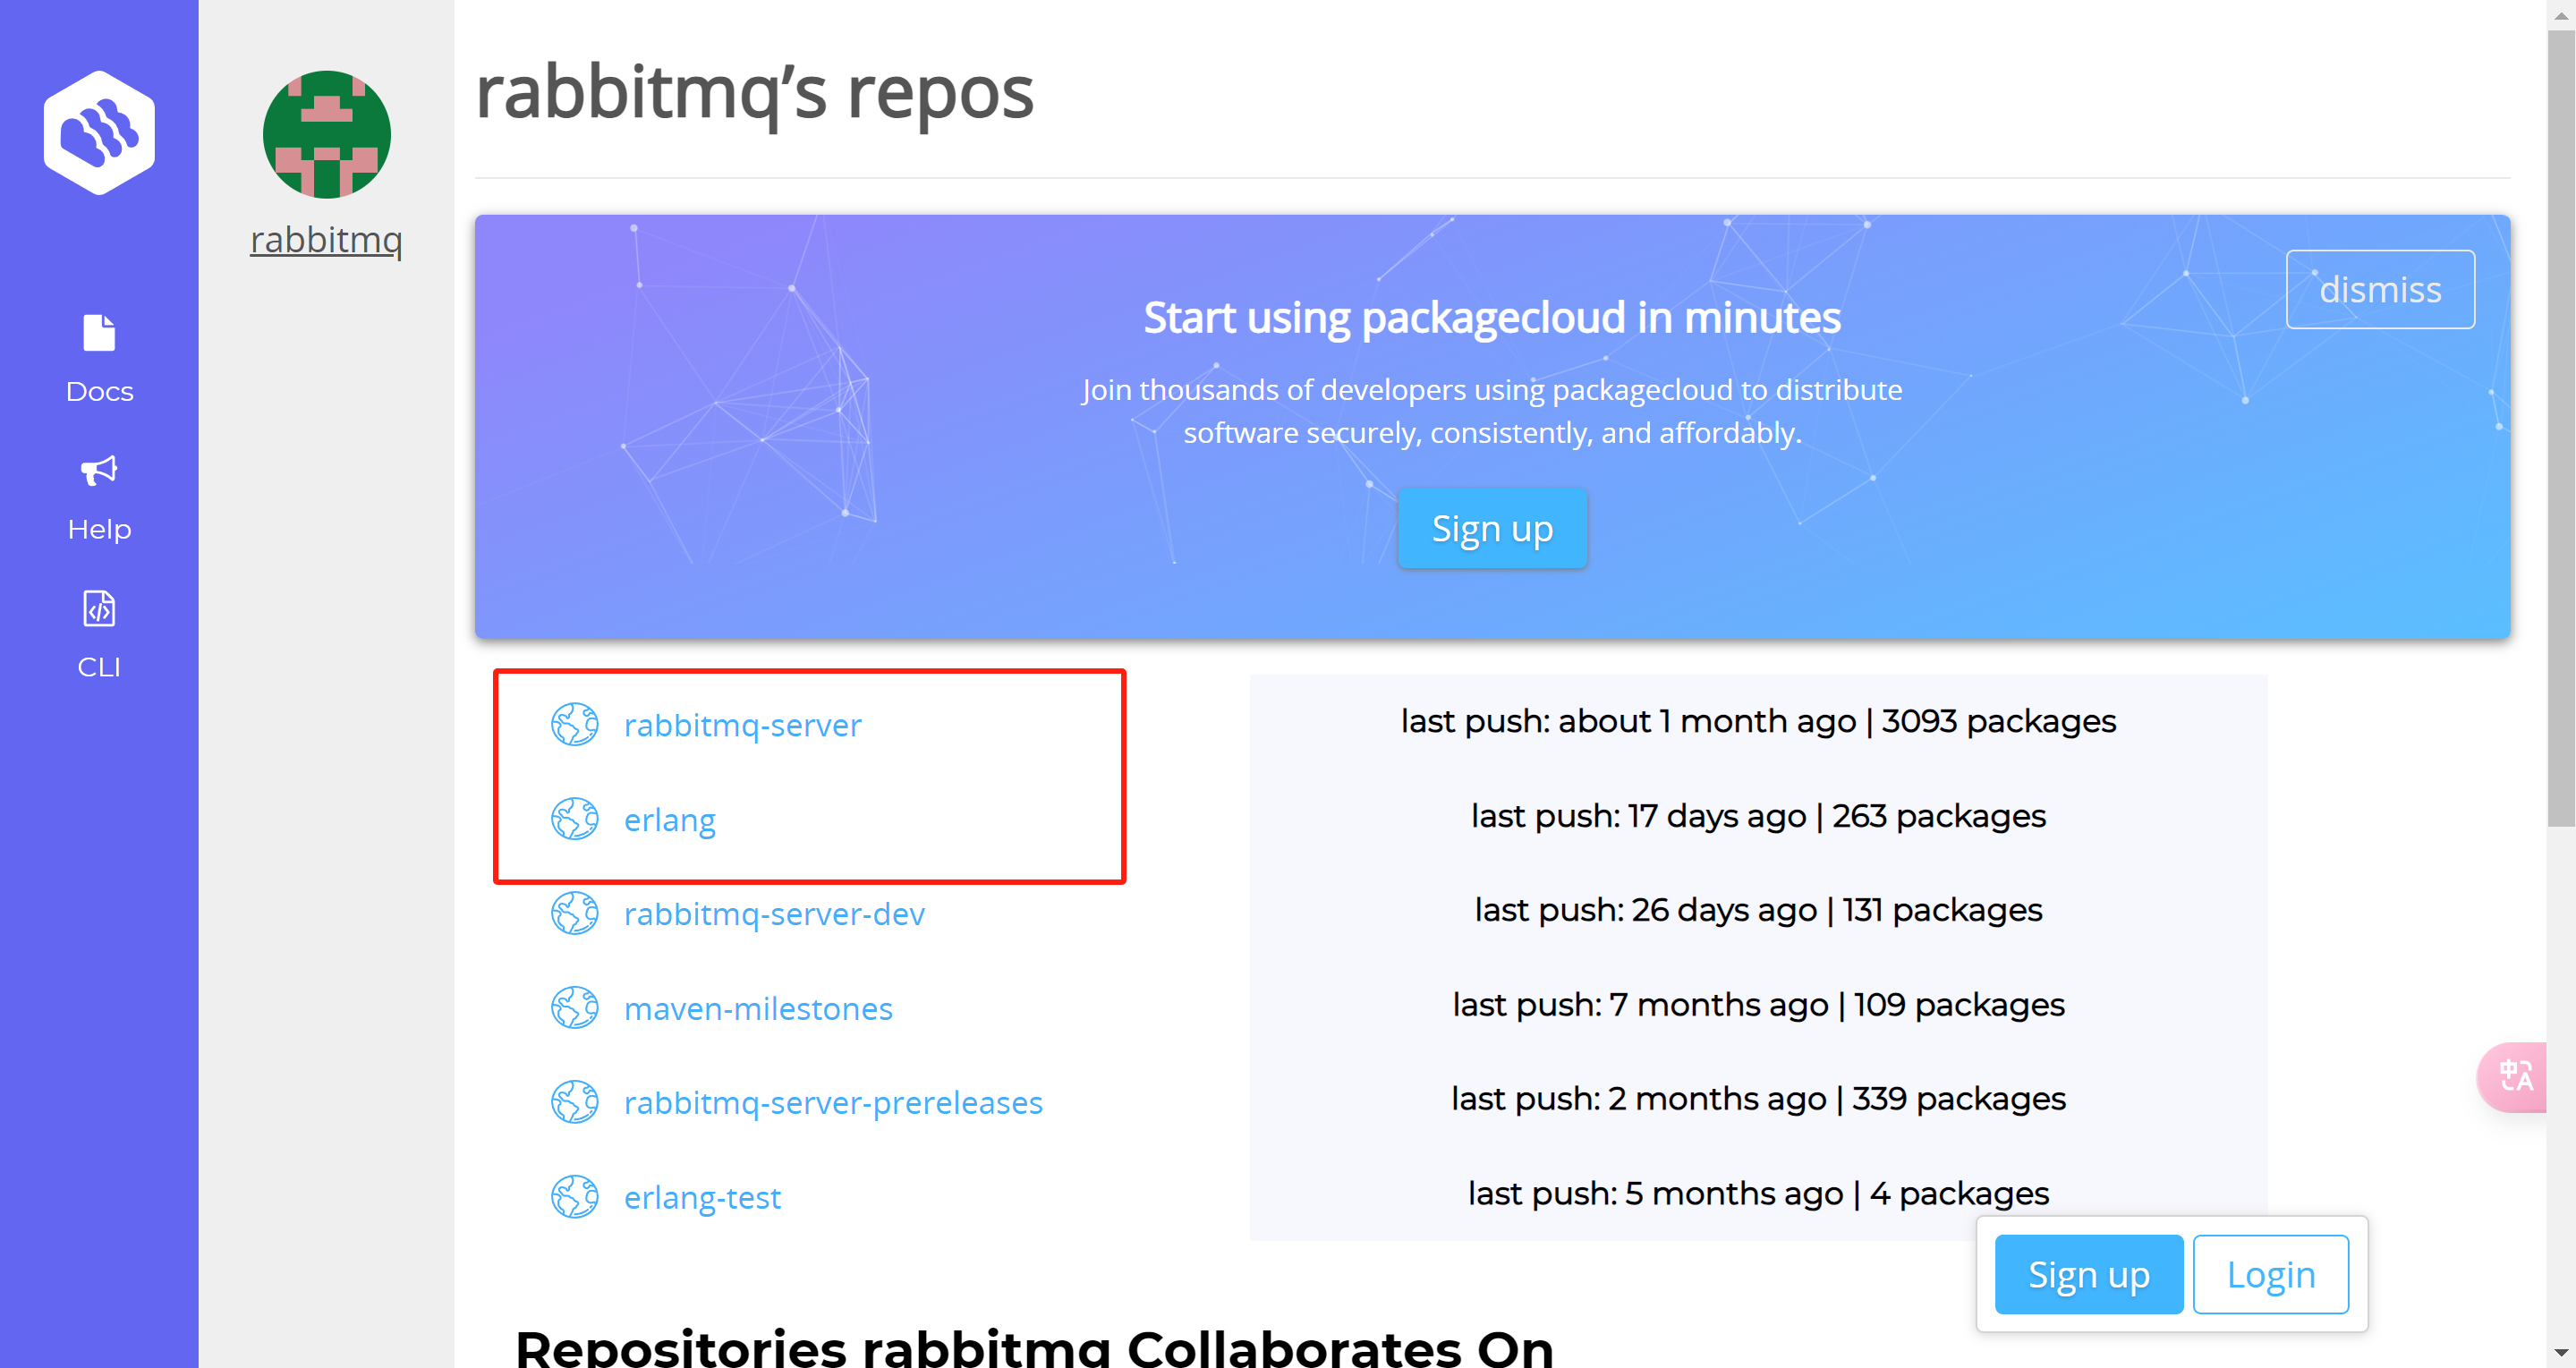 rabbitmq’s repos
rabbitmq
Docs
Help
CLI
dismiss
Start using packagecloud in minutes
Join thousands of developers using packagecloud to distribute
software securely, consistently, and affordably.
Sign up
rabbitmq-server
last push: about 1 month ago | 3093 packages
erlang
last push: 17 days ago | 263 packages
rabbitmq-server-dev
last push: 26 days ago | 131 packages
maven-milestones
last push: 7 months ago | 109 packages
rabbitmq-server-prereleases
last push: 2 months ago | 339 packages
erlang-test
last push: 5 months ago | 4 packages
Sign up
Login
Repositories rabbitmq Collaborates On